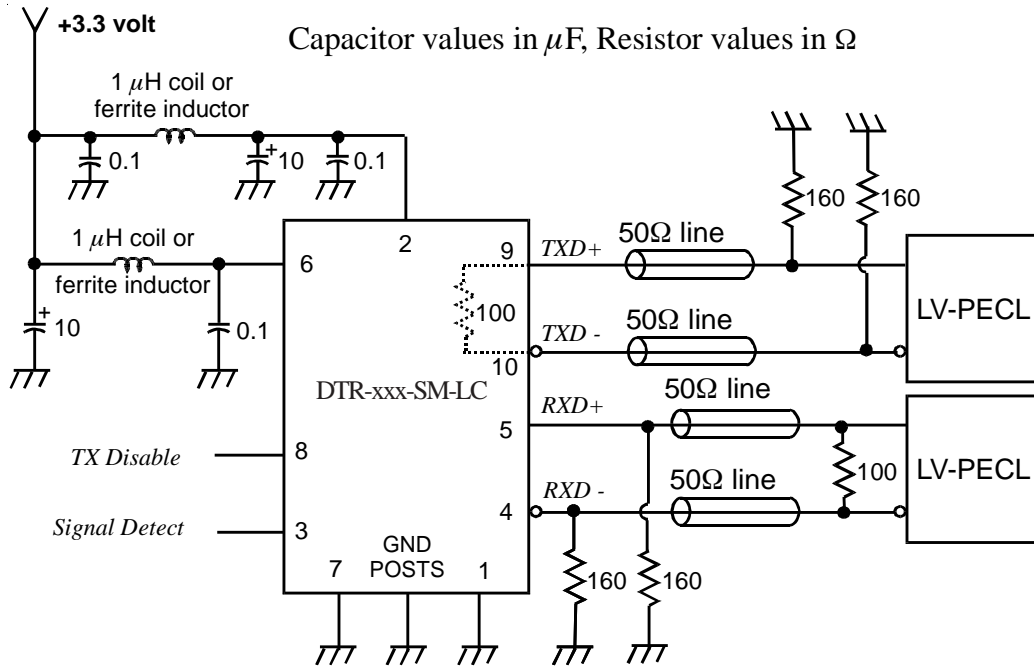 +3.3 volt
Capacitor values in μF, Resistor values in Ω
1 μH coil or
ferrite inductor
0.1
+
10
0.1
160
160
1 μH coil or
ferrite inductor
+
10
0.1
2
6
9
100
10
DTR-xxx-SM-LC
TXD+
50Ω line
TXD -
50Ω line
LV-PECL
RXD+
50Ω line
5
TX Disable
8
100
LV-PECL
RXD -
50Ω line
4
Signal Detect
3
GND
POSTS
7
1
160
160